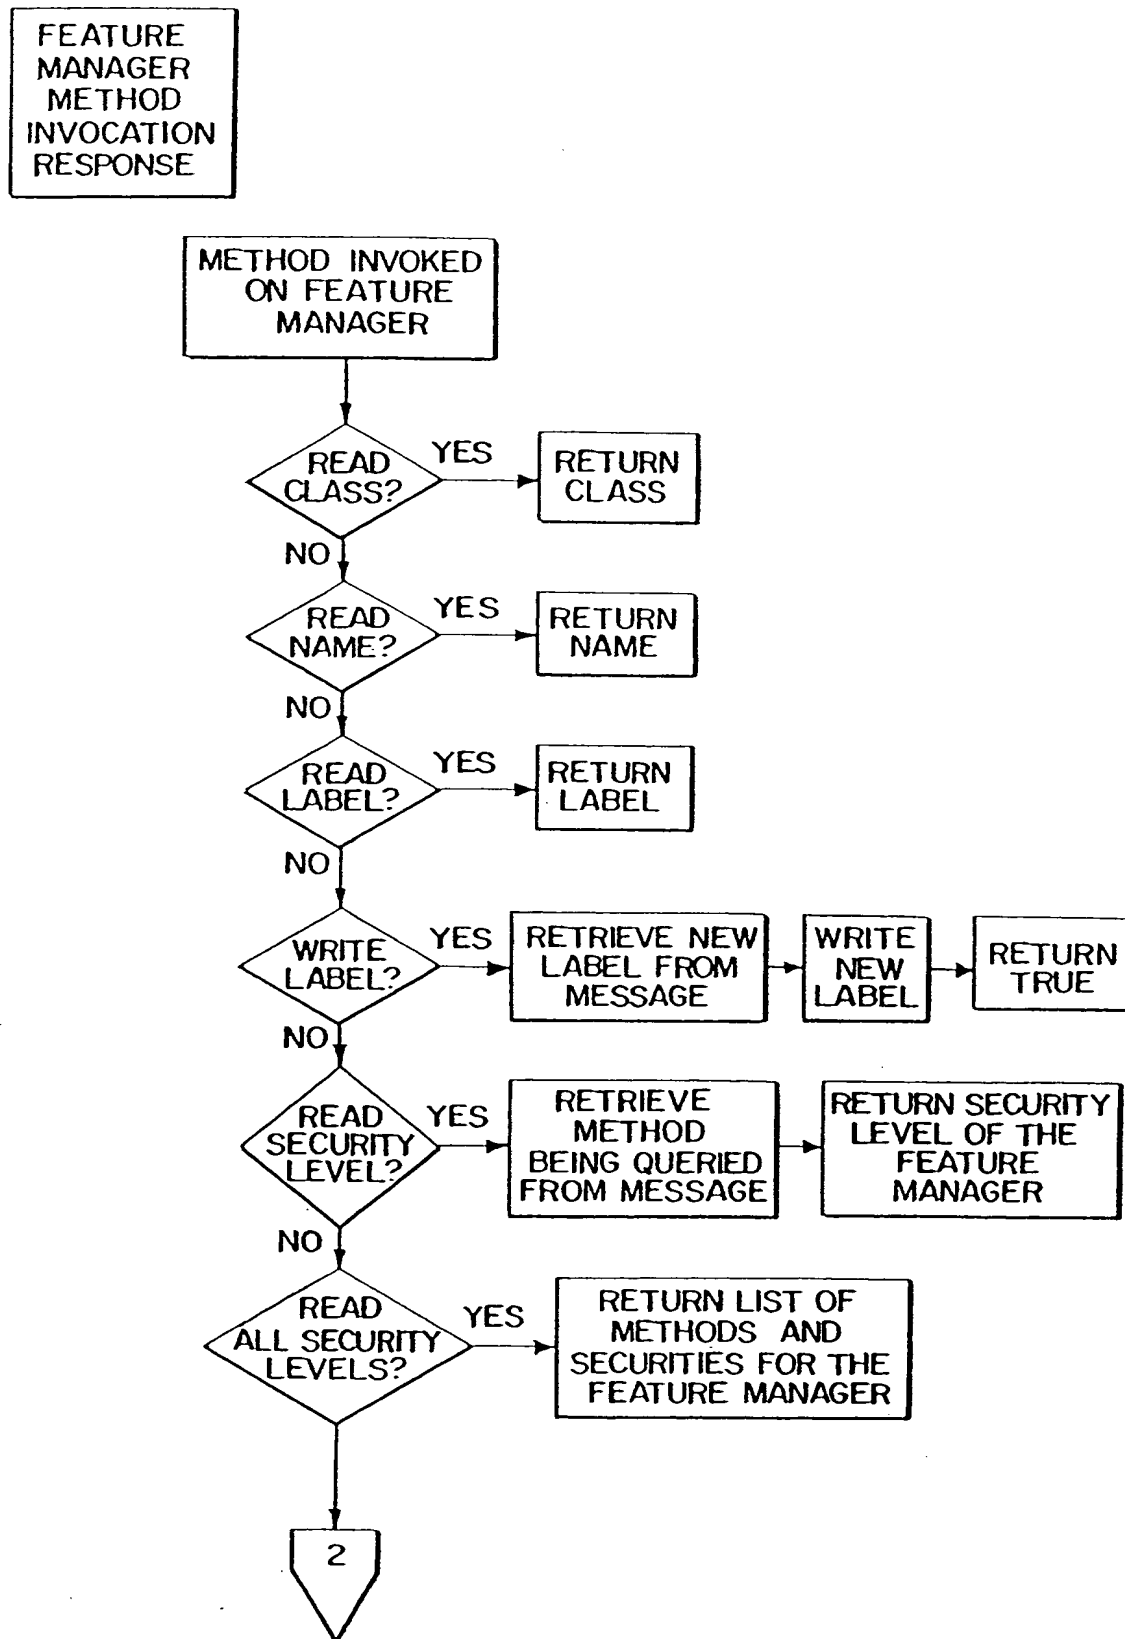 FEATURE
MANAGER
METHOD
INVOCATION
RESPONSE
METHOD INVOKED
ON FEATURE
MANAGER
READ
CLASS?
YES
RETURN
CLASS
NO
READ
NAME?
YES
RETURN
NAME
NO
READ
LABEL?
YES
RETURN
LABEL
NO
WRITE
LABEL?
YES
RETRIEVE NEW
LABEL FROM
MESSAGE
WRITE
NEW
LABEL
RETURN
TRUE
NO
READ
SECURITY
LEVEL?
YES
RETRIEVE
METHOD
BEING QUERIED
FROM MESSAGE
RETURN SECURITY
LEVEL OF THE
FEATURE
MANAGER
NO
READ
ALL SECURITY
LEVELS?
YES
RETURN LIST OF
METHODS AND
SECURITIES FOR THE
FEATURE MANAGER
2